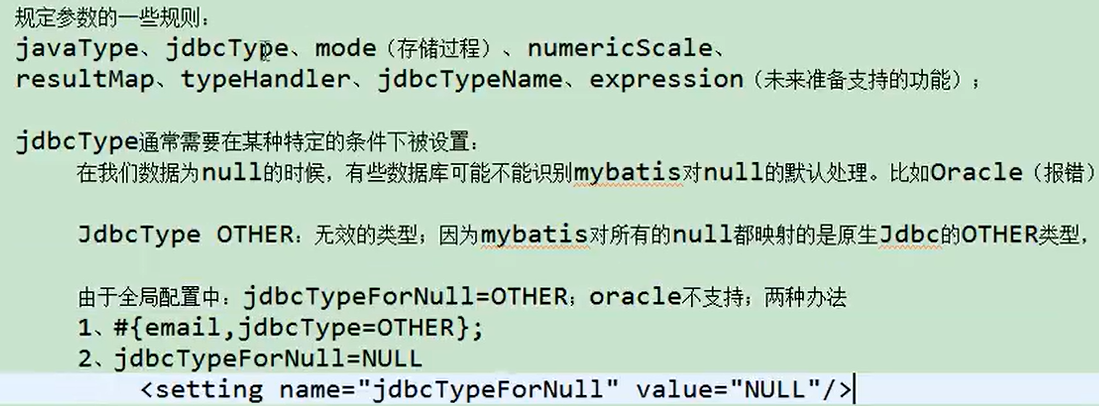 规定参数的一些规则：
javaType、jdbcType、mode（存储过程）、numericScale、
resultMap、typeHandler、jdbcTypeName、expression（未来准备支持的功能）；
jdbcType通常需要在某种特定的条件下被设置：
在我们数据为null的时候，有些数据库可能不能识别mybatis对null的默认处理。比如Oracle（报错）
JdbcType OTHER：无效的类型；因为mybatis对所有的null都映射的是原生Jdbc的OTHER类型，
由于全局配置中：jdbcTypeForNull=OTHER；oracle不支持；两种办法
1、#{email,jdbcType=OTHER};
2、jdbcTypeForNull=NULL
<setting name="jdbcTypeForNull" value="NULL"/>